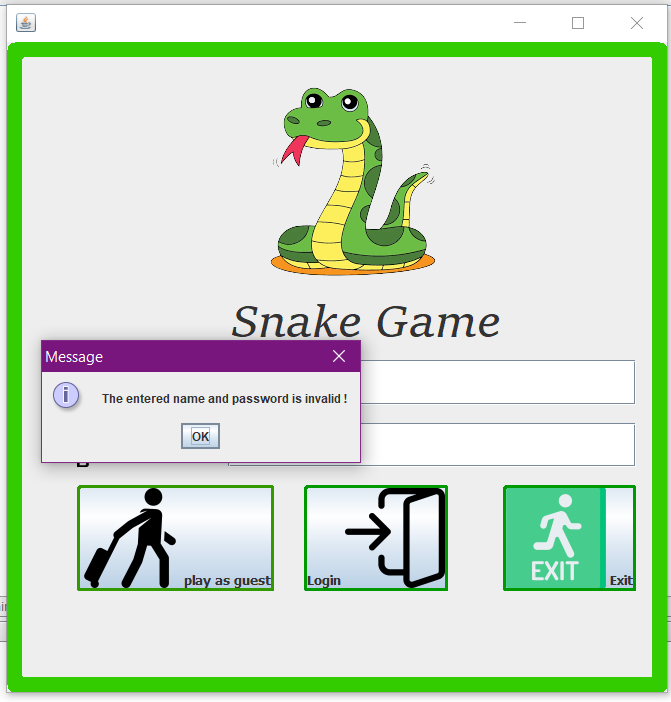 Snake Game
Message
The entered name and password is invalid !
OK
play as guest
Login
EXIT
Exit